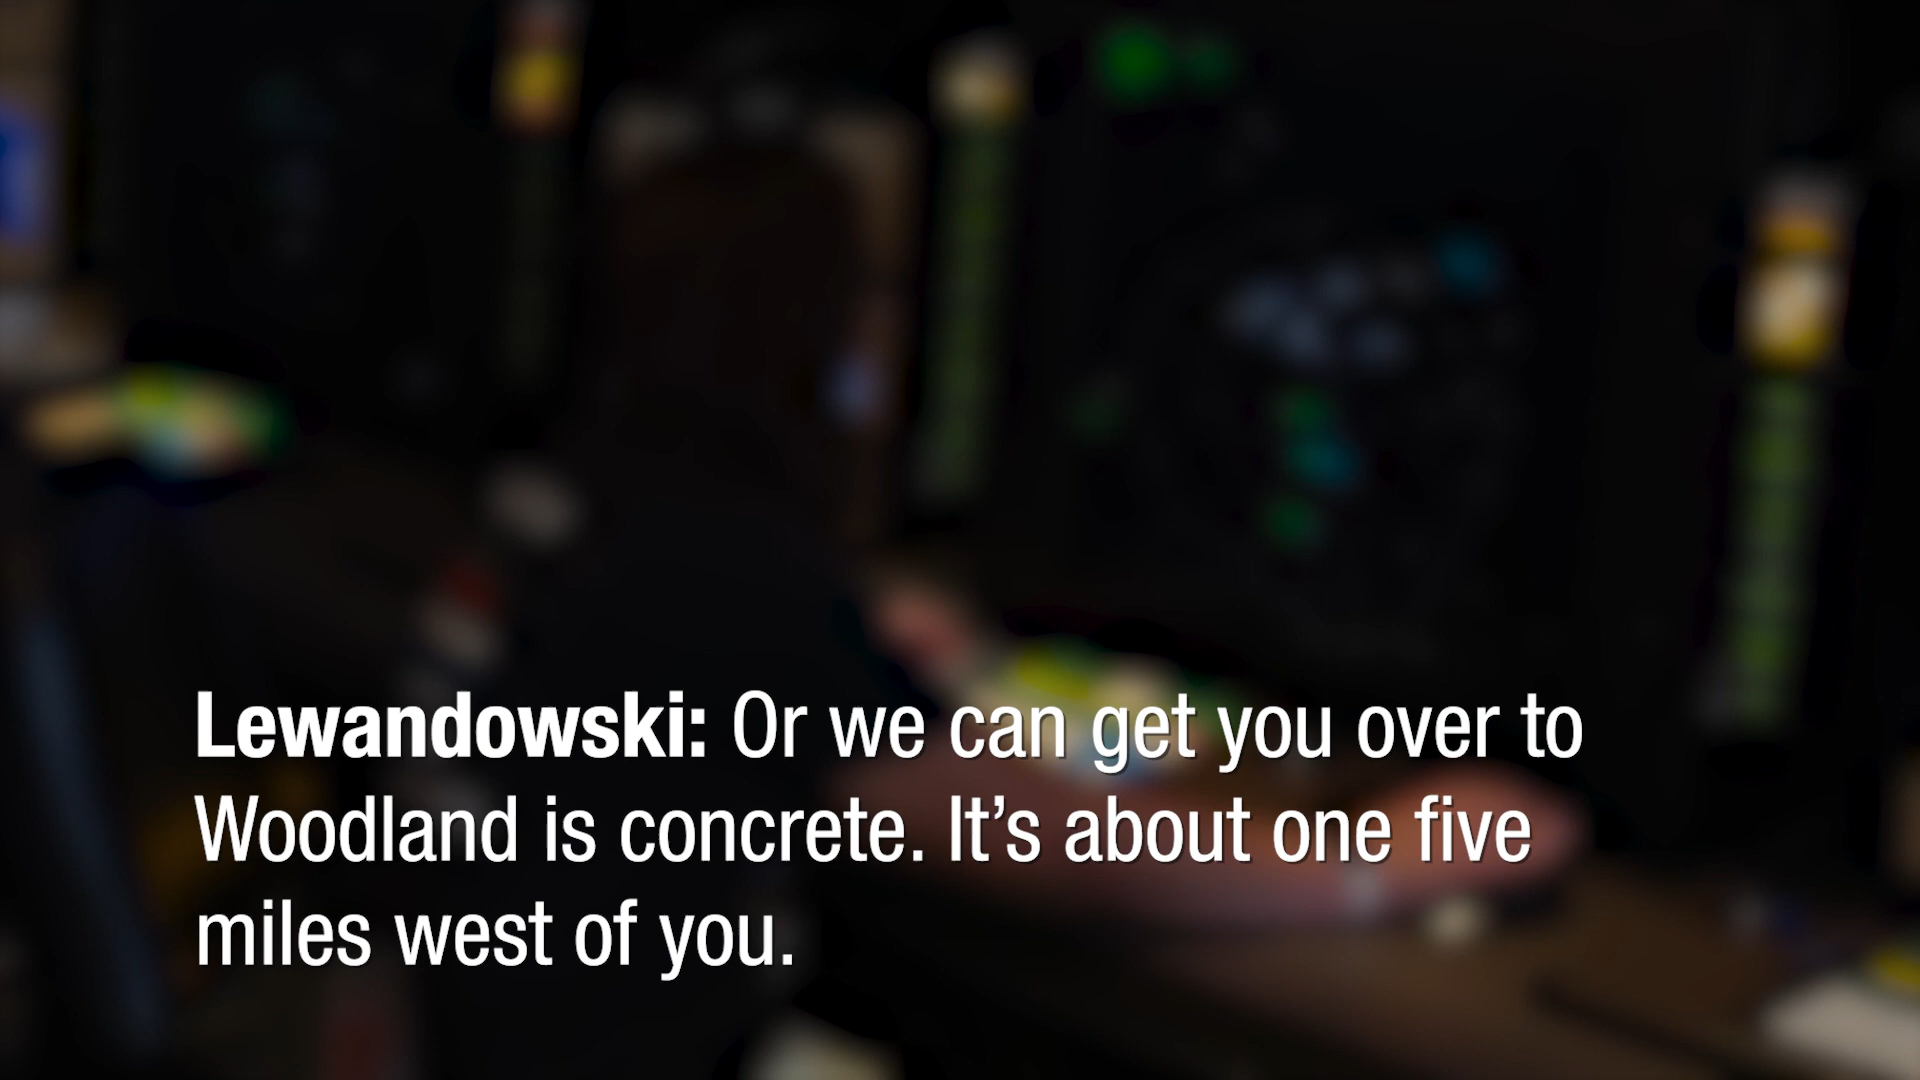 Lewandowski: Or we can get you over to
Woodland is concrete. It’s about one five
miles west of you.